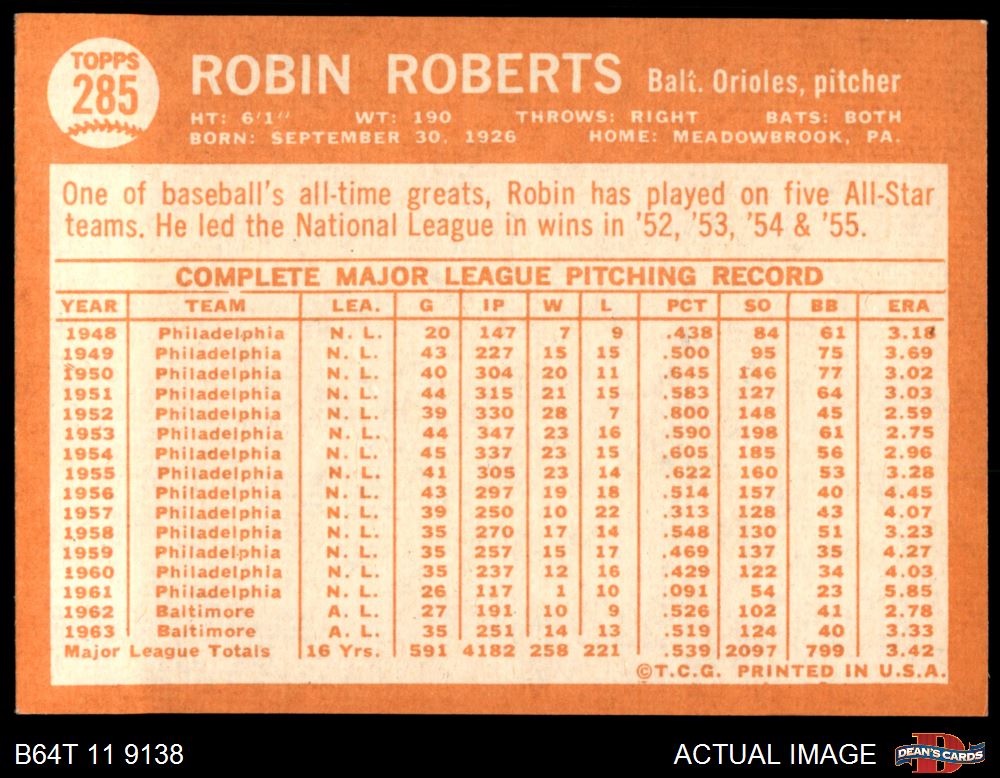 TOPPS
285
ROBIN ROBERTS Balt. Orioles, pitcher
HT: 6'1" WT: 190 THROWS: RIGHT BATS: BOTH
BORN: SEPTEMBER 30, 1926 HOME: MEADOWBROOK, PA.
One of baseball's all-time greats, Robin has played on five All-Star
teams. He led the National League in wins in '52, '53, '54 & '55.
COMPLETE MAJOR LEAGUE PITCHING RECORD
YEAR TEAM LEA. G IP W L PCT SO BB ERA
1948 Philadelphia N. L. 20 147 7 9 .438 84 61 3.18
1949 Philadelphia N. L. 43 227 15 15 .500 95 75 3.69
1950 Philadelphia N. L. 40 304 20 11 .645 146 77 3.02
1951 Philadelphia N. L. 44 315 21 15 .583 127 64 3.03
1952 Philadelphia N. L. 39 330 28 7 .800 148 45 2.59
1953 Philadelphia N. L. 44 347 23 16 .590 198 61 2.75
1954 Philadelphia N. L. 45 337 23 15 .605 185 56 2.96
1955 Philadelphia N. L. 41 305 23 14 .622 160 53 3.28
1956 Philadelphia N. L. 43 297 19 18 .514 157 40 4.45
1957 Philadelphia N. L. 39 250 10 22 .313 128 43 4.07
1958 Philadelphia N. L. 35 270 17 14 .548 130 51 3.23
1959 Philadelphia N. L. 35 257 15 17 .469 137 35 4.27
1960 Philadelphia N. L. 35 237 12 16 .429 122 34 4.03
1961 Philadelphia N. L. 26 117 1 10 .091 54 23 5.85
1962 Baltimore A. L. 27 191 10 9 .526 102 41 2.78
1963 Baltimore A. L. 35 251 14 13 .519 124 40 3.33
Major League Totals 16 Yrs. 591 4182 258 221 .539 2097 799 3.42
©T.C.G. PRINTED IN U.S.A.
B64T 11 9138 ACTUAL IMAGE DEAN'S CARDS